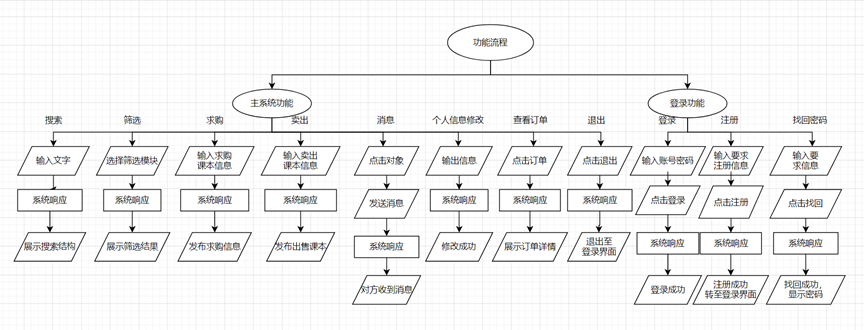 功能流程
主系统功能
登录功能
搜素
筛选
求购
卖出
消息
个人信息修改
查看订单
退出
登录
注册
找回密码
输入文字
选择筛选模块
输入求购
课本信息
输入卖出
课本信息
点击对象
输出信息
点击订单
点击退出
输入账号密码
输入要求
注册信息
输入要
求信息
系统响应
系统响应
系统响应
系统响应
发送消息
系统响应
系统响应
系统响应
点击登录
点击注册
点击找回
展示搜索结构
展示筛选结果
发布求购信息
发布出售课本
系统响应
修改成功
展示订单详情
退出至
登录界面
系统响应
系统响应
系统响应
对方收到消息
登录成功
注册成功
转至登录界面
找回成功，
显示密码